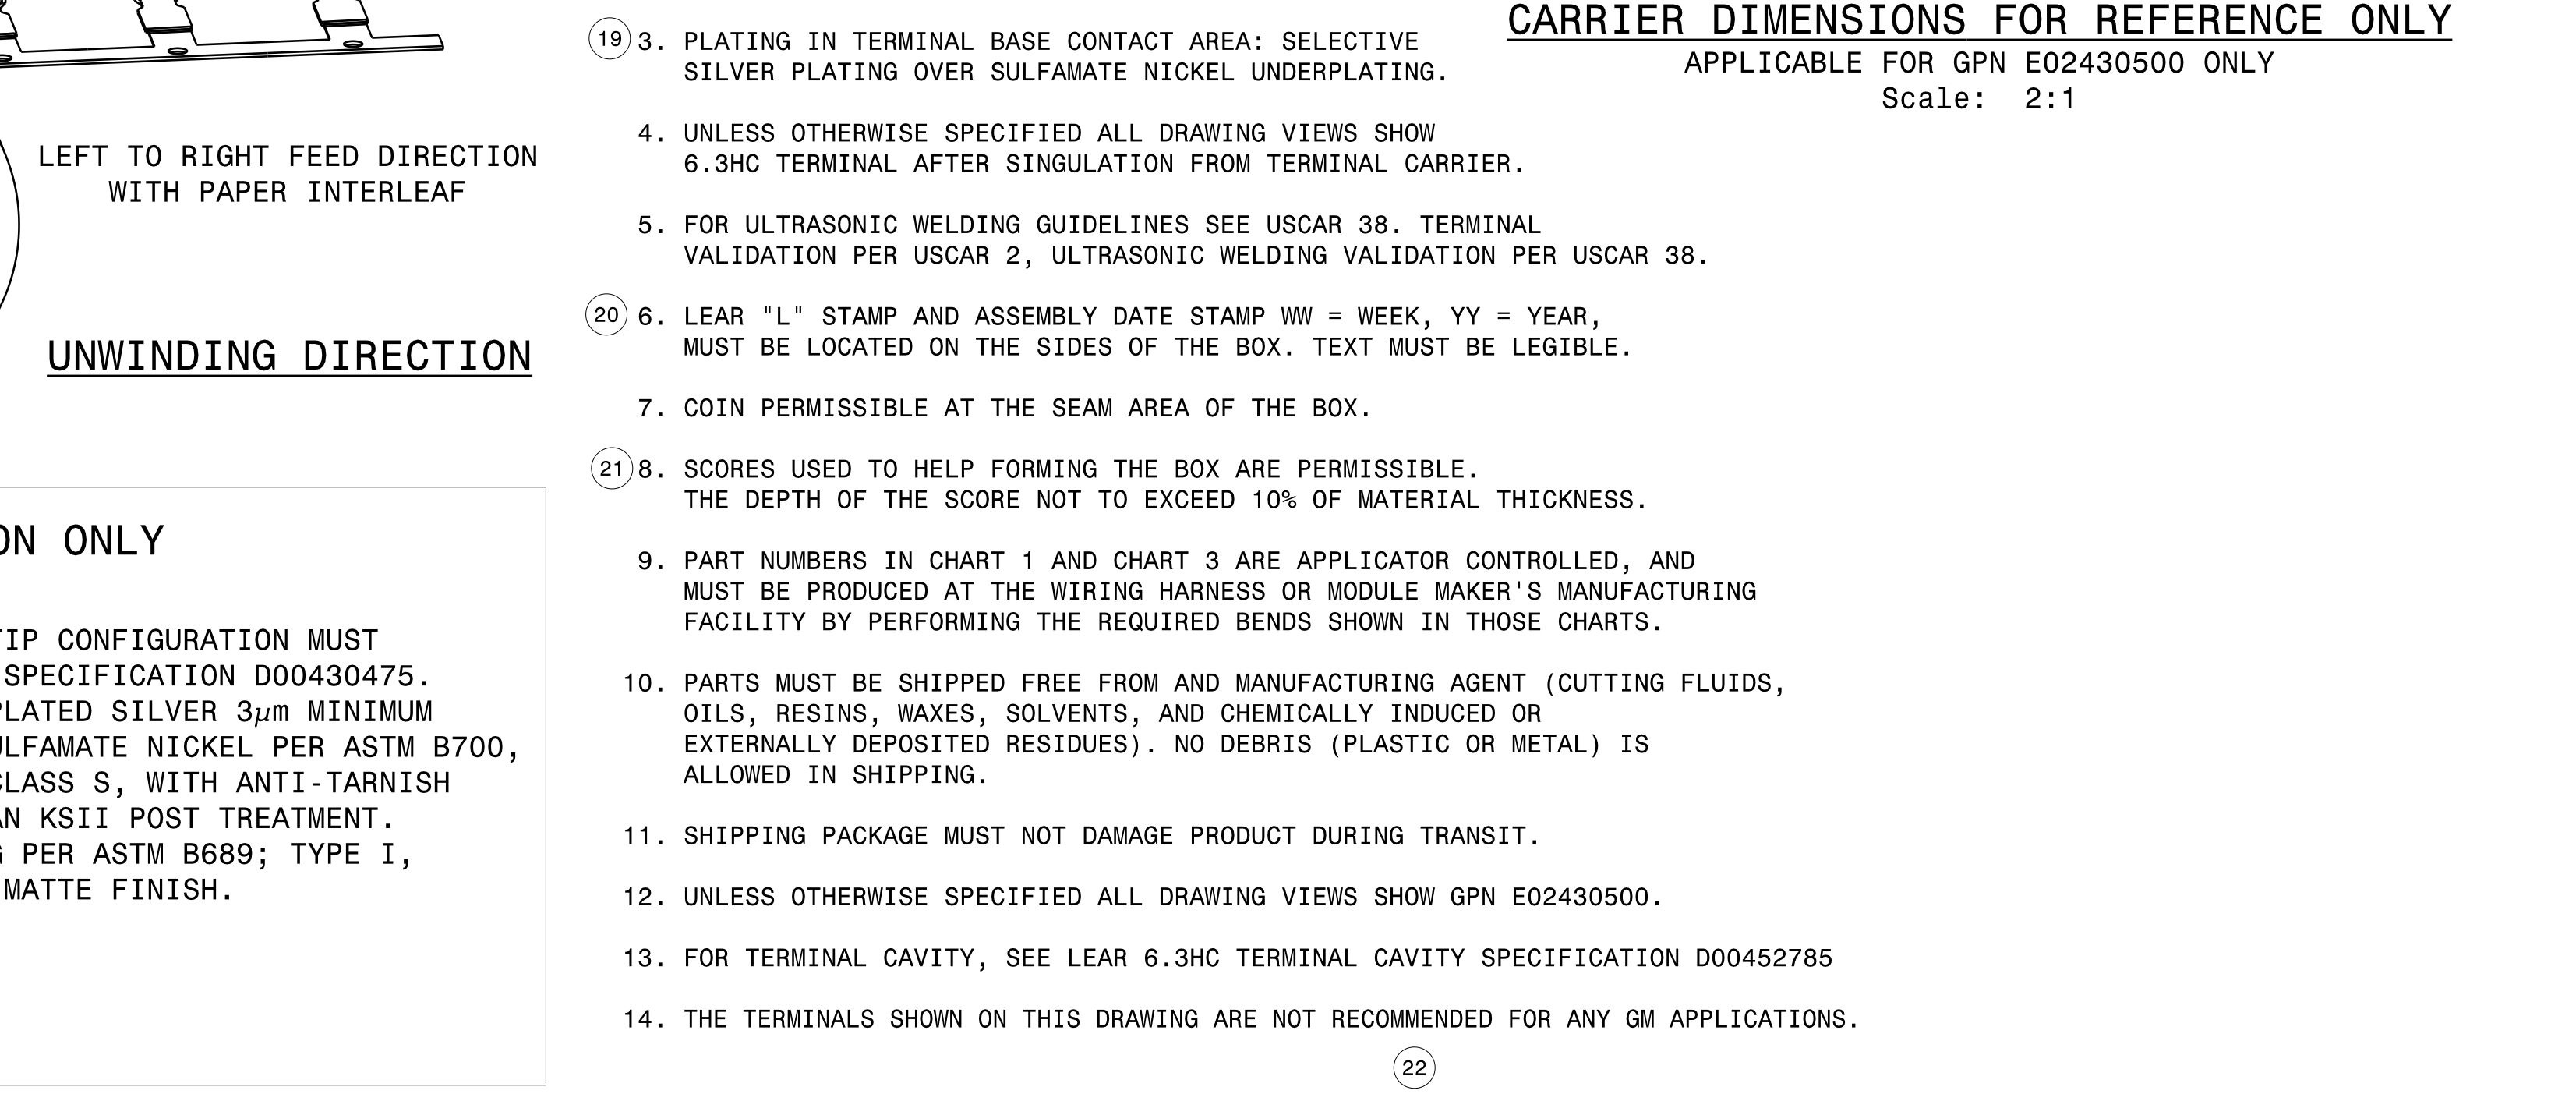 LEFT TO RIGHT FEED DIRECTION
WITH PAPER INTERLEAF
UNWINDING DIRECTION
ONLY
CONFIGURATION MUST
SPECIFICATION D00430475.
SILVER 3µm MINIMUM
NICKEL PER ASTM B700,
S, WITH ANTI-TARNISH
KSII POST TREATMENT.
PER ASTM B689; TYPE I,
MATTE FINISH.
19 3. PLATING IN TERMINAL BASE CONTACT AREA: SELECTIVE
SILVER PLATING OVER SULFAMATE NICKEL UNDERPLATING.
4. UNLESS OTHERWISE SPECIFIED ALL DRAWING VIEWS SHOW
6.3HC TERMINAL AFTER SINGULATION FROM TERMINAL CARRIER.
5. FOR ULTRASONIC WELDING GUIDELINES SEE USCAR 38. TERMINAL
VALIDATION PER USCAR 2, ULTRASONIC WELDING VALIDATION PER USCAR 38.
20 6. LEAR "L" STAMP AND ASSEMBLY DATE STAMP WW = WEEK, YY = YEAR,
MUST BE LOCATED ON THE SIDES OF THE BOX. TEXT MUST BE LEGIBLE.
7. COIN PERMISSIBLE AT THE SEAM AREA OF THE BOX.
21 8. SCORES USED TO HELP FORMING THE BOX ARE PERMISSIBLE.
THE DEPTH OF THE SCORE NOT TO EXCEED 10% OF MATERIAL THICKNESS.
9. PART NUMBERS IN CHART 1 AND CHART 3 ARE APPLICATOR CONTROLLED, AND
MUST BE PRODUCED AT THE WIRING HARNESS OR MODULE MAKER'S MANUFACTURING
FACILITY BY PERFORMING THE REQUIRED BENDS SHOWN IN THOSE CHARTS.
10. PARTS MUST BE SHIPPED FREE FROM AND MANUFACTURING AGENT (CUTTING FLUIDS,
OILS, RESINS, WAXES, SOLVENTS, AND CHEMICALLY INDUCED OR
EXTERNALLY DEPOSITED RESIDUES). NO DEBRIS (PLASTIC OR METAL) IS
ALLOWED IN SHIPPING.
11. SHIPPING PACKAGE MUST NOT DAMAGE PRODUCT DURING TRANSIT.
12. UNLESS OTHERWISE SPECIFIED ALL DRAWING VIEWS SHOW GPN E02430500.
13. FOR TERMINAL CAVITY, SEE LEAR 6.3HC TERMINAL CAVITY SPECIFICATION D00452785
14. THE TERMINALS SHOWN ON THIS DRAWING ARE NOT RECOMMENDED FOR ANY GM APPLICATIONS.
22
CARRIER DIMENSIONS FOR REFERENCE ONLY
APPLICABLE FOR GPN E02430500 ONLY
Scale: 2:1